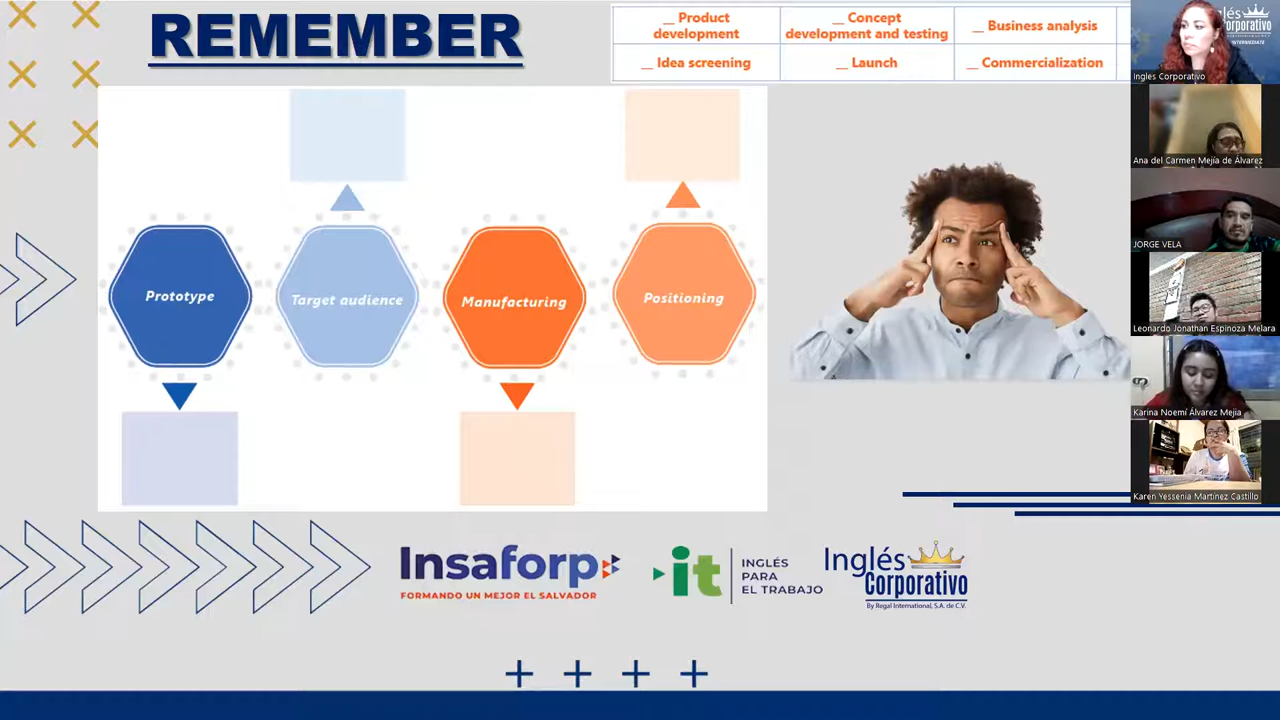 REMEMBER
__ Product
development
__ Concept
development and testing
__ Business analysis
__ Idea screening
__ Launch
__ Commercialization
Prototype
Target audience
Manufacturing
Positioning
Insaforp
FORMANDO UN MEJOR EL SALVADOR
it
INGLÉS
PARA
EL TRABAJO
Inglés
Corporativo
By Regal International, S.A. de C.V.
Ingles Corporativo
Ana del Carmen Mejía de Álvarez
JORGE VELA
Leonardo Jonathan Espinoza Melara
Karina Noemí Álvarez Mejia
Karen Yessenia Martínez Castillo